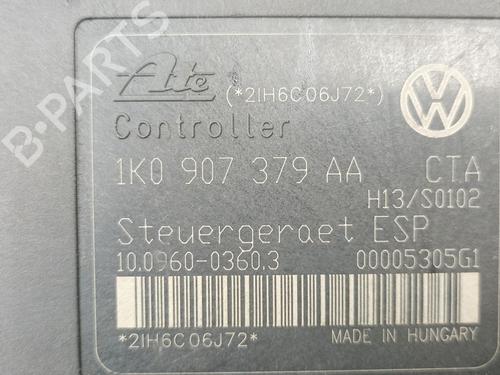 B-PARTS
Ate
(*2IH6C06J72*)
Controller
1K0 907 379 AA CTA
H13/S0102
Steuergeraet ESP
10.0960-0360.3 00005305G1
*2IH6C06J72*
MADE IN HUNGARY